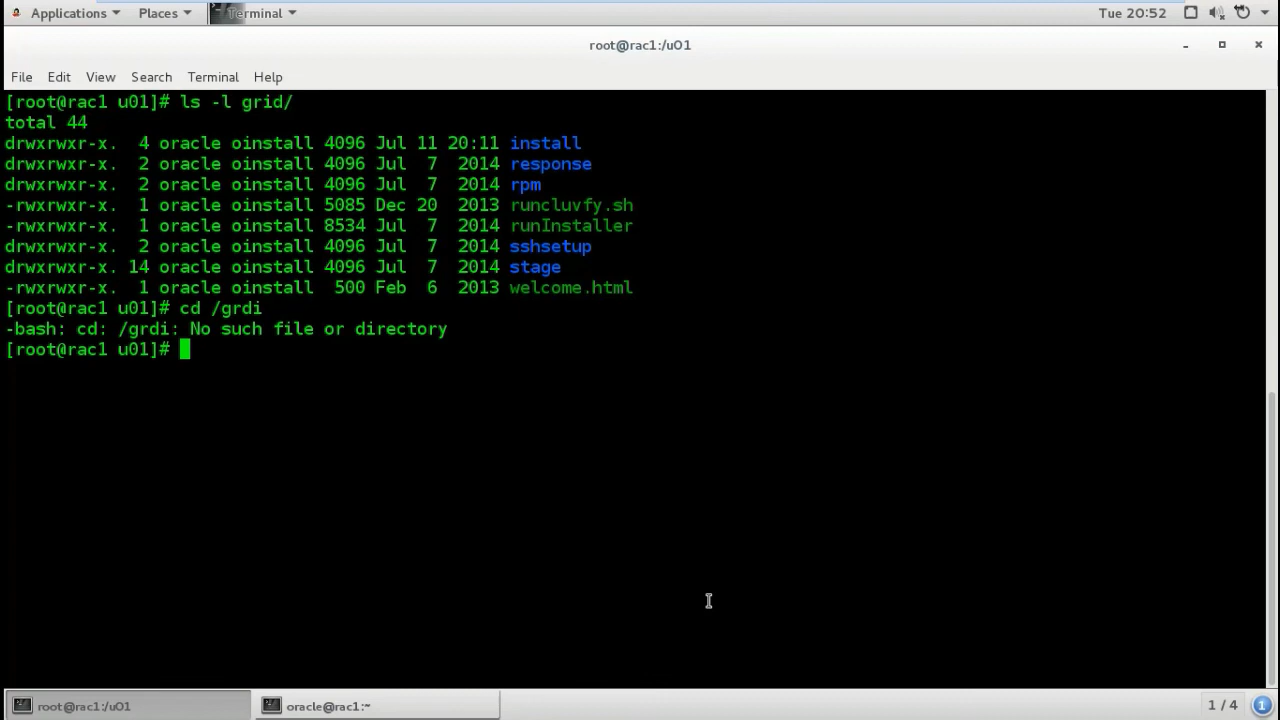 Applications Places Terminal Tue 20:52
root@rac1:/u01
File Edit View Search Terminal Help
[root@rac1 u01]# ls -l grid/
total 44
drwxrwxr-x.  4 oracle oinstall 4096 Jul 11 20:11 install
drwxrwxr-x.  2 oracle oinstall 4096 Jul  7  2014 response
drwxrwxr-x.  2 oracle oinstall 4096 Jul  7  2014 rpm
-rwxrwxr-x.  1 oracle oinstall 5085 Dec 20  2013 runcluvfy.sh
-rwxrwxr-x.  1 oracle oinstall 8534 Jul  7  2014 runInstaller
drwxrwxr-x.  2 oracle oinstall 4096 Jul  7  2014 sshsetup
drwxrwxr-x. 14 oracle oinstall 4096 Jul  7  2014 stage
-rwxrwxr-x.  1 oracle oinstall  500 Feb  6  2013 welcome.html
[root@rac1 u01]# cd /grdi
-bash: cd: /grdi: No such file or directory
[root@rac1 u01]#
root@rac1:/u01 oracle@rac1:~ 1 / 4 1